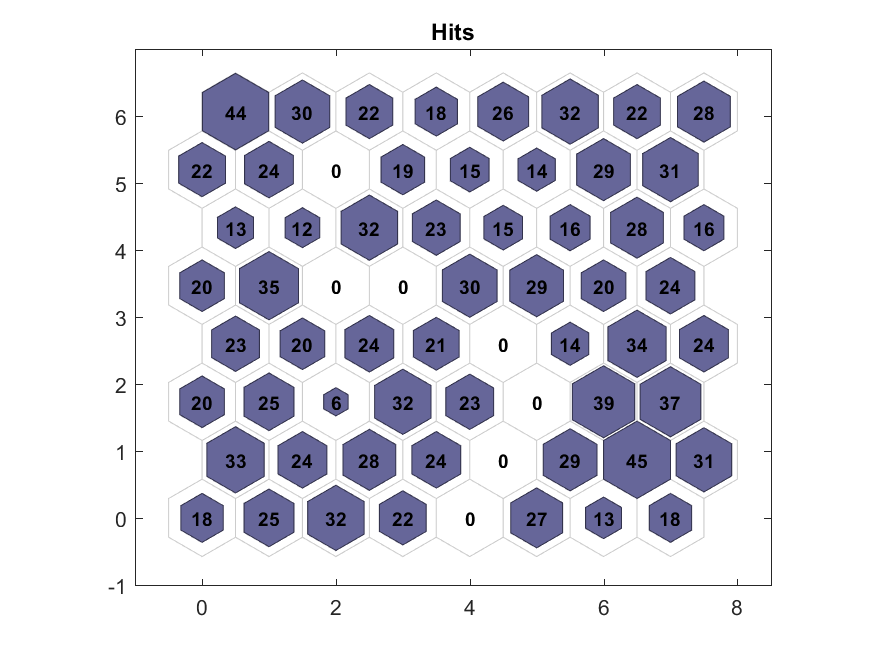 Hits
6
44 30 22 18 26 32 22 28
22 24 0 19 15 14 29 31
5
13 12 32 23 15 16 28 16
4
20 35 0 0 30 29 20 24
3
23 20 24 21 0 14 34 24
2
20 25 6 32 23 0 39 37
1
33 24 28 24 0 29 45 31
0
18 25 32 22 0 27 13 18
-1
0 2 4 6 8